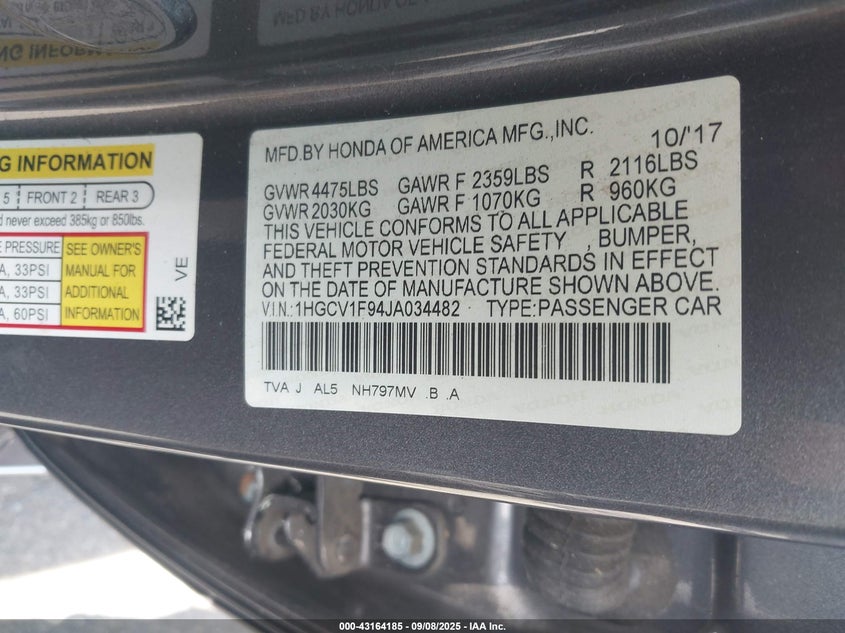 MFD.BY HONDA OF AMERICA MFG.,INC. 10/'17
GVWR 4475LBS GAWR F 2359LBS R 2116LBS
GVWR 2030KG GAWR F 1070KG R 960KG
THIS VEHICLE CONFORMS TO ALL APPLICABLE
FEDERAL MOTOR VEHICLE SAFETY , BUMPER,
AND THEFT PREVENTION STANDARDS IN EFFECT
ON THE DATE OF MANUFACTURE SHOWN ABOVE.
V.I.N.:1HGCV1F94JA034482 TYPE:PASSENGER CAR
TVA J AL5 NH797MV .B .A
G INFORMATION
5 FRONT 2 REAR 3
d never exceed 385kg or 850lbs.
E PRESSURE
A, 33PSI
A, 33PSI
A, 60PSI
SEE OWNER'S
MANUAL FOR
ADDITIONAL
INFORMATION
VE
000-43164185 - 09/08/2025 - IAA Inc.